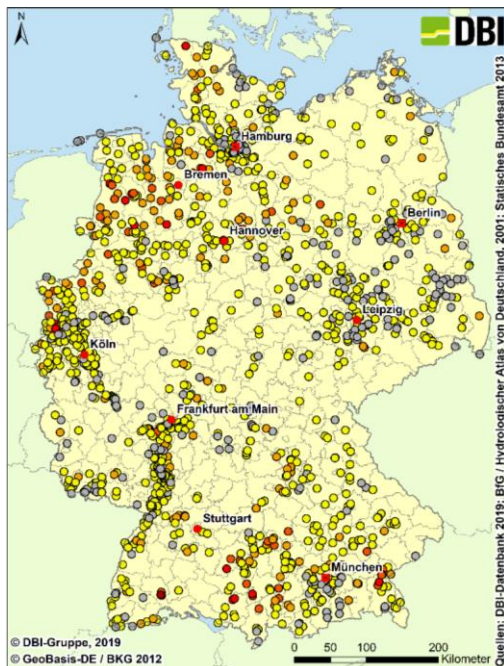 N
DBI
Hamburg
Bremen
Berlin
Hannover
Leipzig
Köln
Frankfurt am Main
Stuttgart
München
© DBI-Gruppe, 2019
© GeoBasis-DE / BKG 2012
0 50 100 200
Kilometer
Quellen: DBI-Datenbank 2019; BfG / Hydrologischer Atlas von Deutschland, 2001; Statistisches Bundesamt 2013